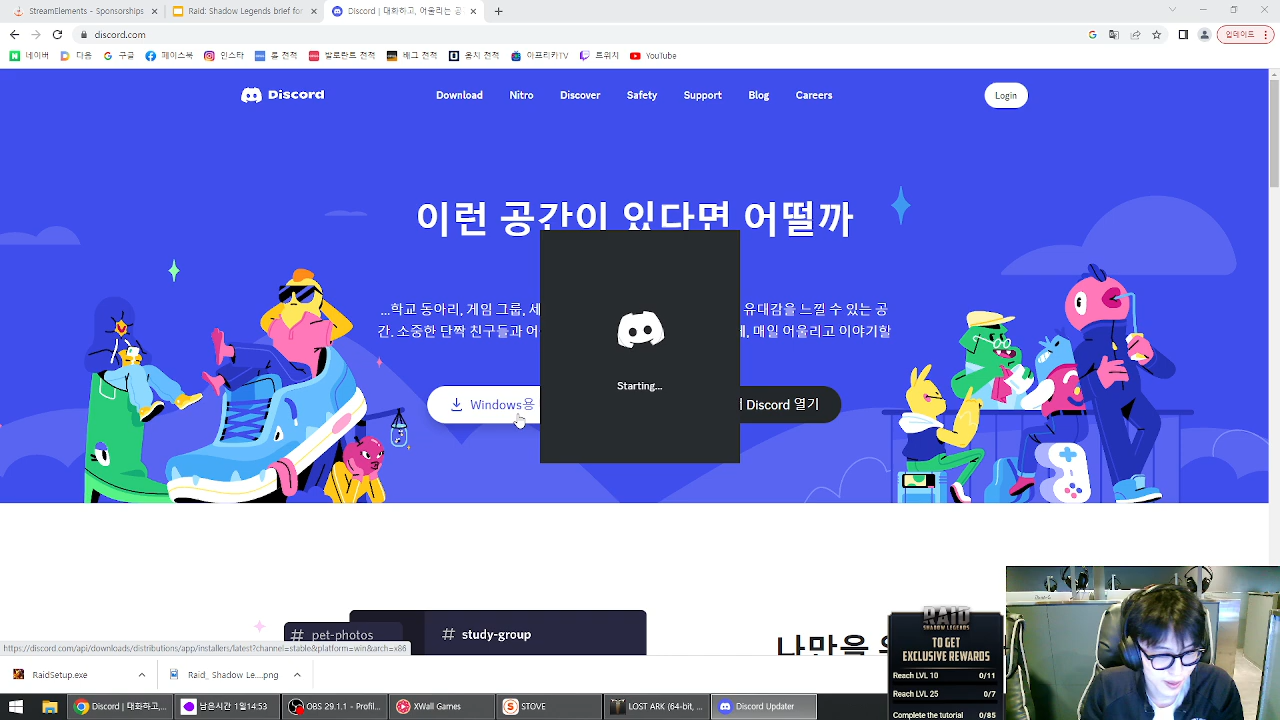 StreamElements - Sponsorships
Raid: Shadow Legends brief for
Discord | 대화하고, 어울리는 공
discord.com
업데이트
네이버
다음
구글
페이스북
인스타
롤 전적
발로란트 전적
배그 전적
옵치 전적
아프리카TV
트위치
YouTube
Discord
Download
Nitro
Discover
Safety
Support
Blog
Careers
Login
이런 공간이 있다면 어떨까
...학교 동아리, 게임 그룹, 세 유대감을 느낄 수 있는 공
간. 소중한 단짝 친구들과 어 제. 매일 어울리고 이야기할
Starting...
Windows용
Discord 열기
pet-photos
study-group
나만을 위
https://discord.com/api/downloads/distributions/app/installers/latest?channel=stable&platform=win&arch=x86
RaidSetup.exe
Raid_ Shadow Le....png
RAID
SHADOW LEGENDS
TO GET
EXCLUSIVE REWARDS
Reach LVL 10 0/11
Reach LVL 25 0/7
Complete the tutorial 0/85
Discord | 대화하고...
OBS 29.1.1 - Profil...
XWall Games
STOVE
LOST ARK (64-bit, ...
Discord Updater